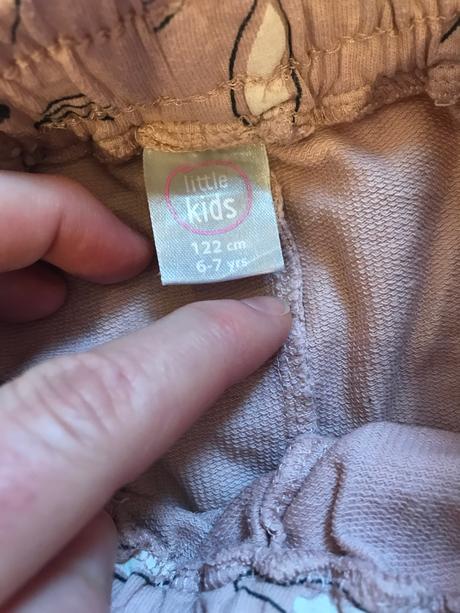 little
kids
122 cm
6-7 yrs